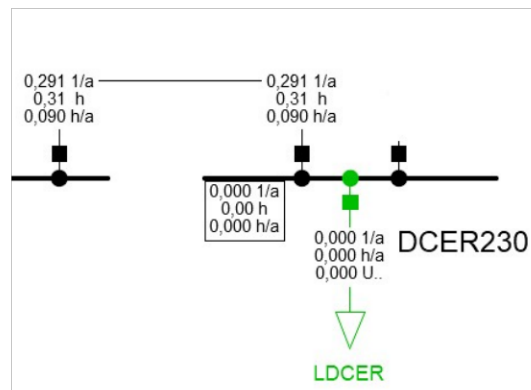 0,291 1/a
0,31 h
0,090 h/a
0,291 1/a
0,31 h
0,090 h/a
0,000 1/a
0,00 h
0,000 h/a
0,000 1/a
0,000 h/a
0,000 U..
DCER230
LDCER